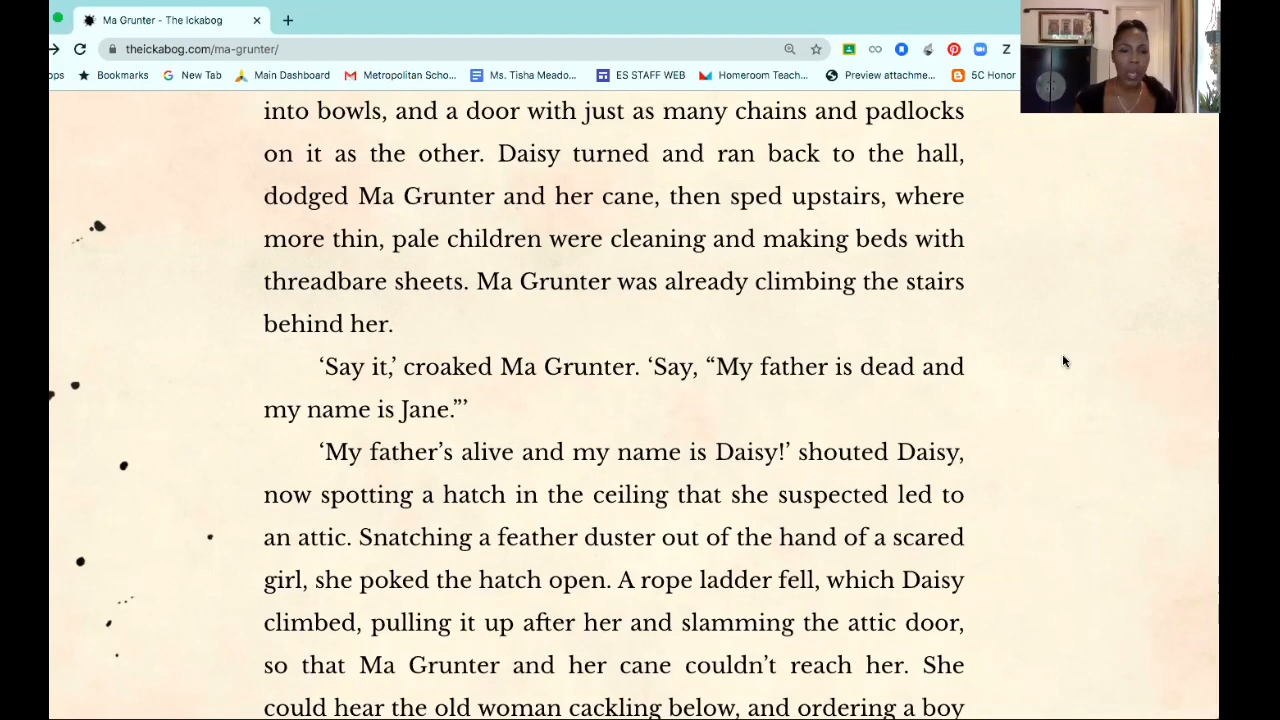 Ma Grunter - The Ickabog
theickabog.com/ma-grunter/
ops Bookmarks New Tab Main Dashboard Metropolitan Scho... Ms. Tisha Meado... ES STAFF WEB Homeroom Teach... Preview attachme... 5C Honor
into bowls, and a door with just as many chains and padlocks
on it as the other. Daisy turned and ran back to the hall,
dodged Ma Grunter and her cane, then sped upstairs, where
more thin, pale children were cleaning and making beds with
threadbare sheets. Ma Grunter was already climbing the stairs
behind her.
‘Say it,’ croaked Ma Grunter. ‘Say, “My father is dead and
my name is Jane.”’
‘My father’s alive and my name is Daisy!’ shouted Daisy,
now spotting a hatch in the ceiling that she suspected led to
an attic. Snatching a feather duster out of the hand of a scared
girl, she poked the hatch open. A rope ladder fell, which Daisy
climbed, pulling it up after her and slamming the attic door,
so that Ma Grunter and her cane couldn’t reach her. She
could hear the old woman cackling below, and ordering a boy